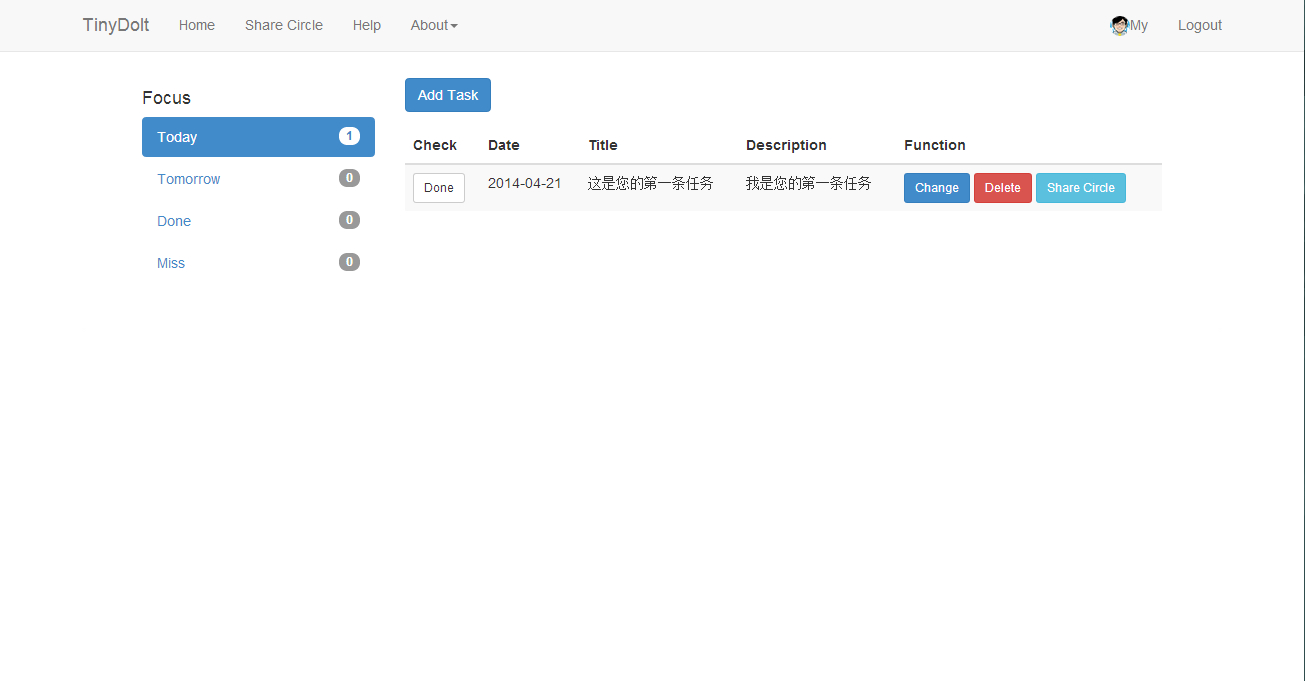 TinyDoIt Home Share Circle Help About My Logout
Focus
Today 1
Tomorrow 0
Done 0
Miss 0
Add Task
Check Date Title Description Function
Done 2014-04-21 这是您的第一条任务 我是您的第一条任务 Change Delete Share Circle